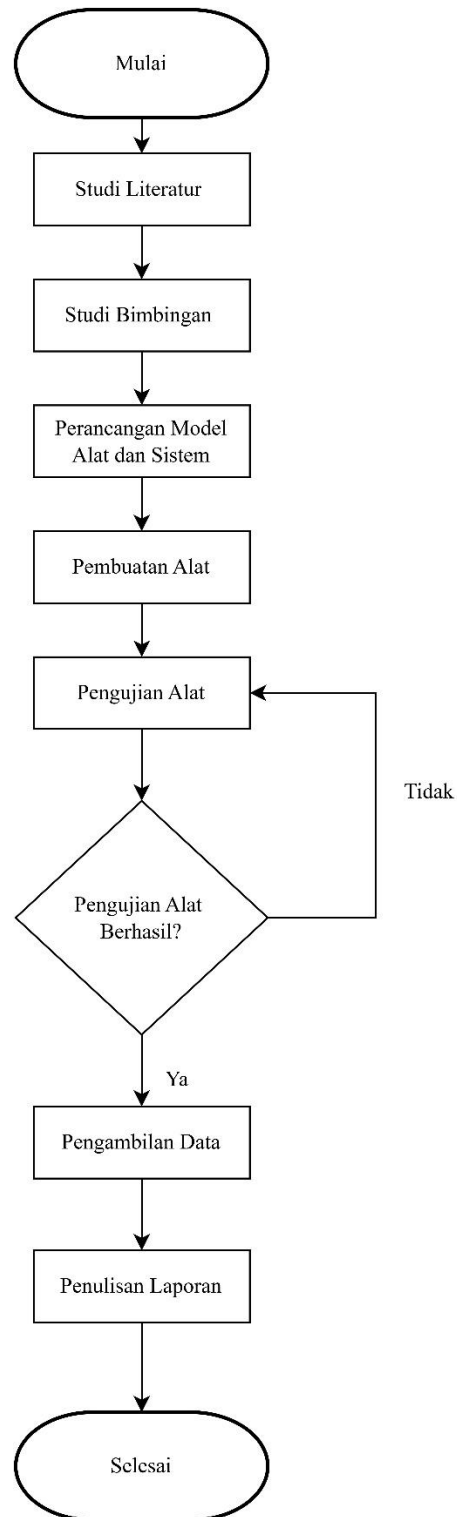 Mulai
Studi Literatur
Studi Bimbingan
Perancangan Model
Alat dan Sistem
Pembuatan Alat
Pengujian Alat
Tidak
Pengujian Alat
Berhasil?
Ya
Pengambilan Data
Penulisan Laporan
Selesai